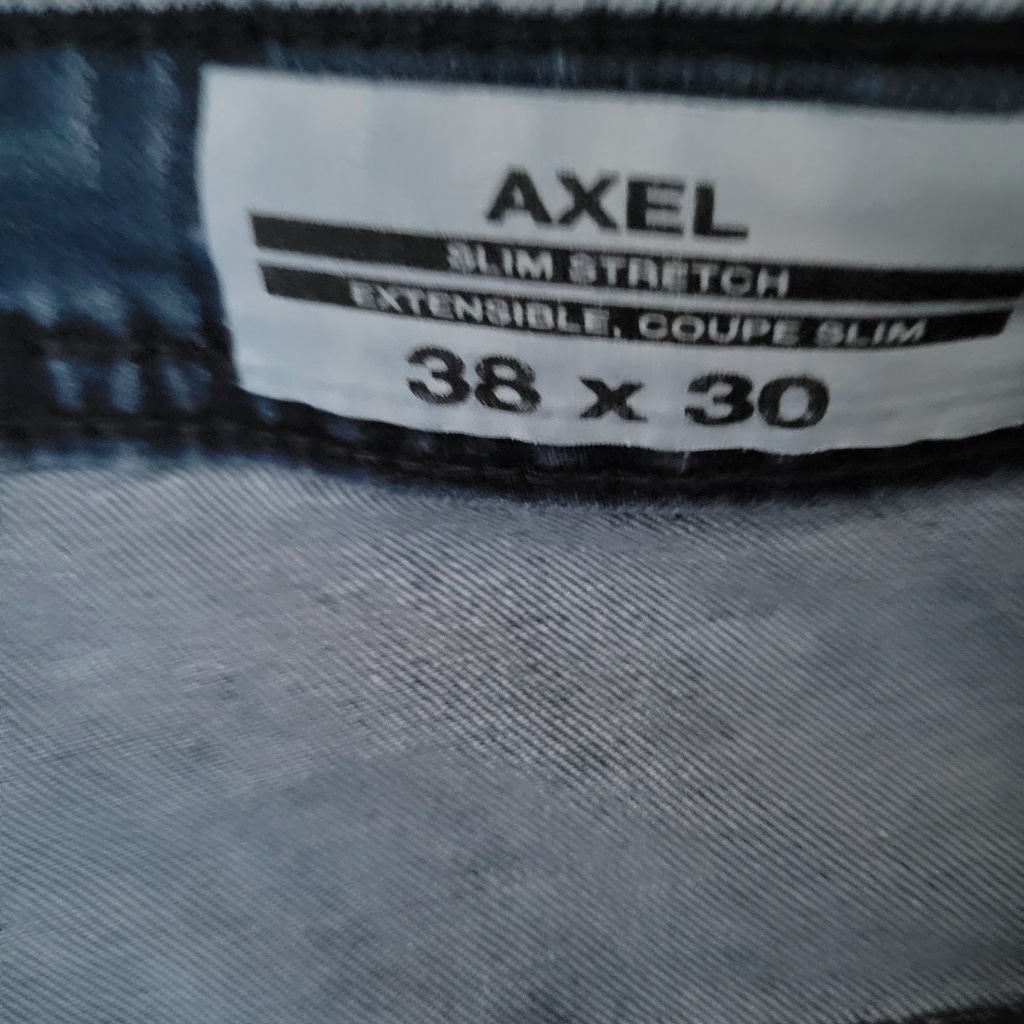 AXEL
SLIM STRETCH
EXTENSIBLE, COUPE SLIM
38 x 30